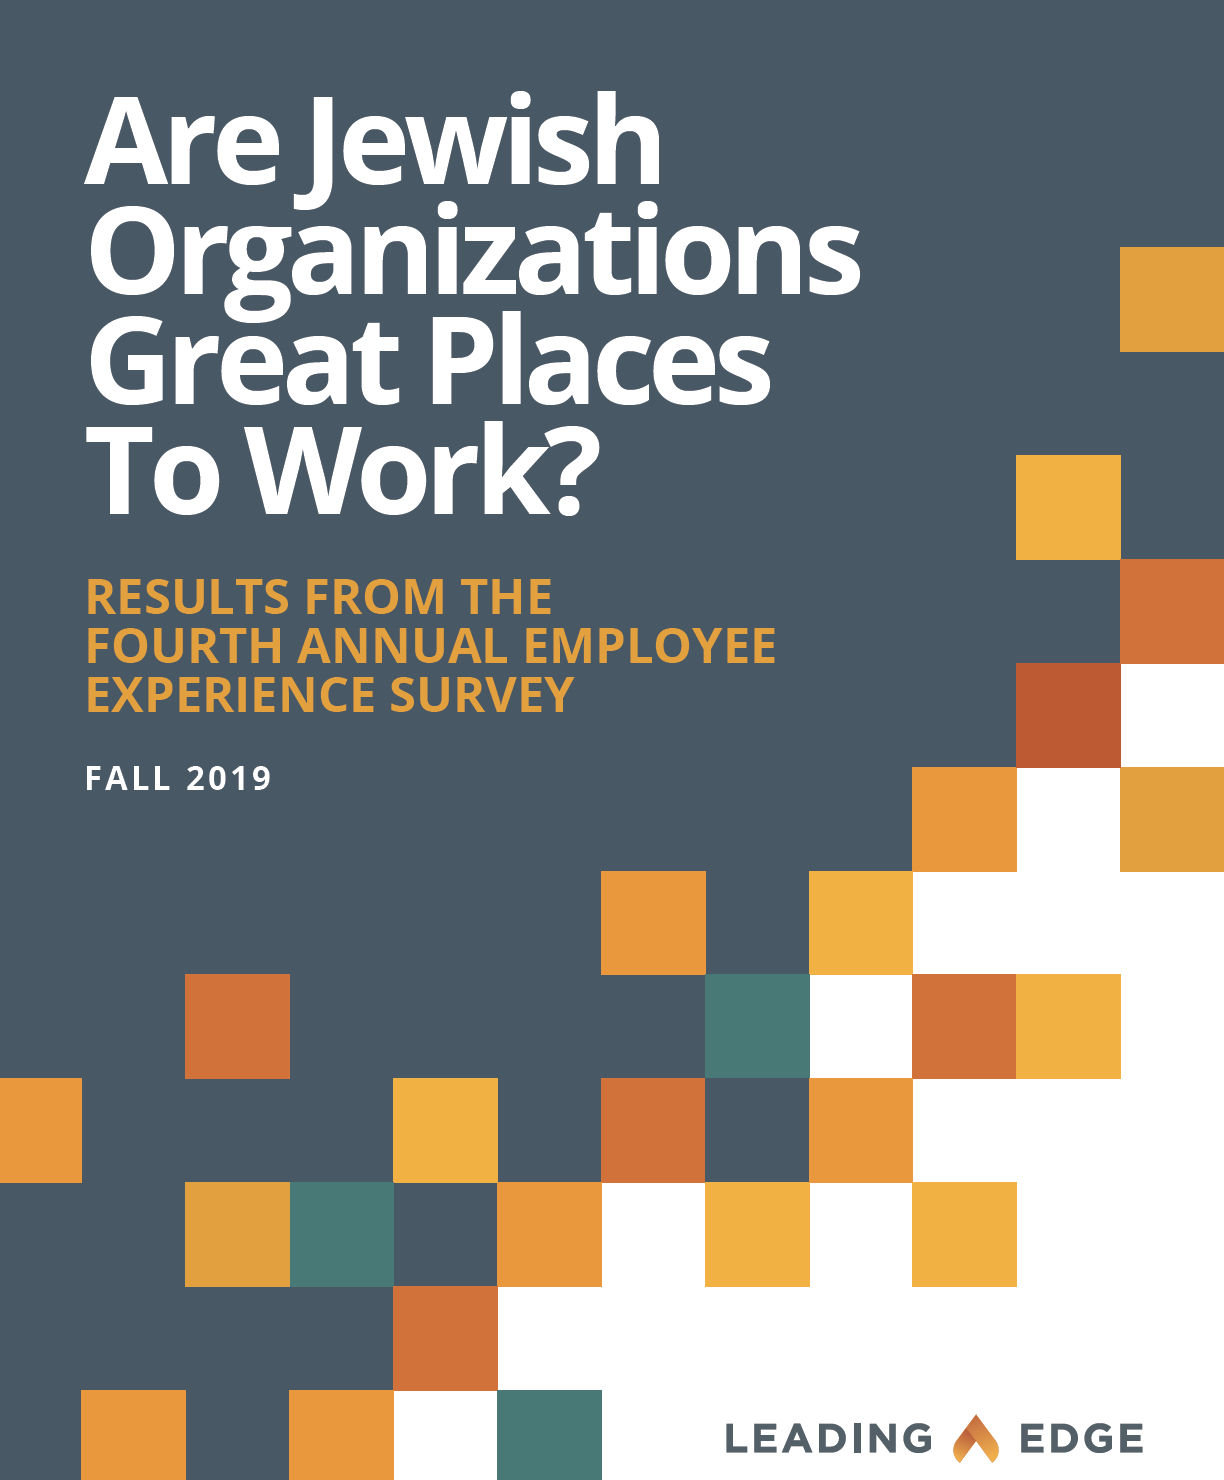 Are Jewish
Organizations
Great Places
To Work?
RESULTS FROM THE
FOURTH ANNUAL EMPLOYEE
EXPERIENCE SURVEY
FALL 2019
LEADING EDGE